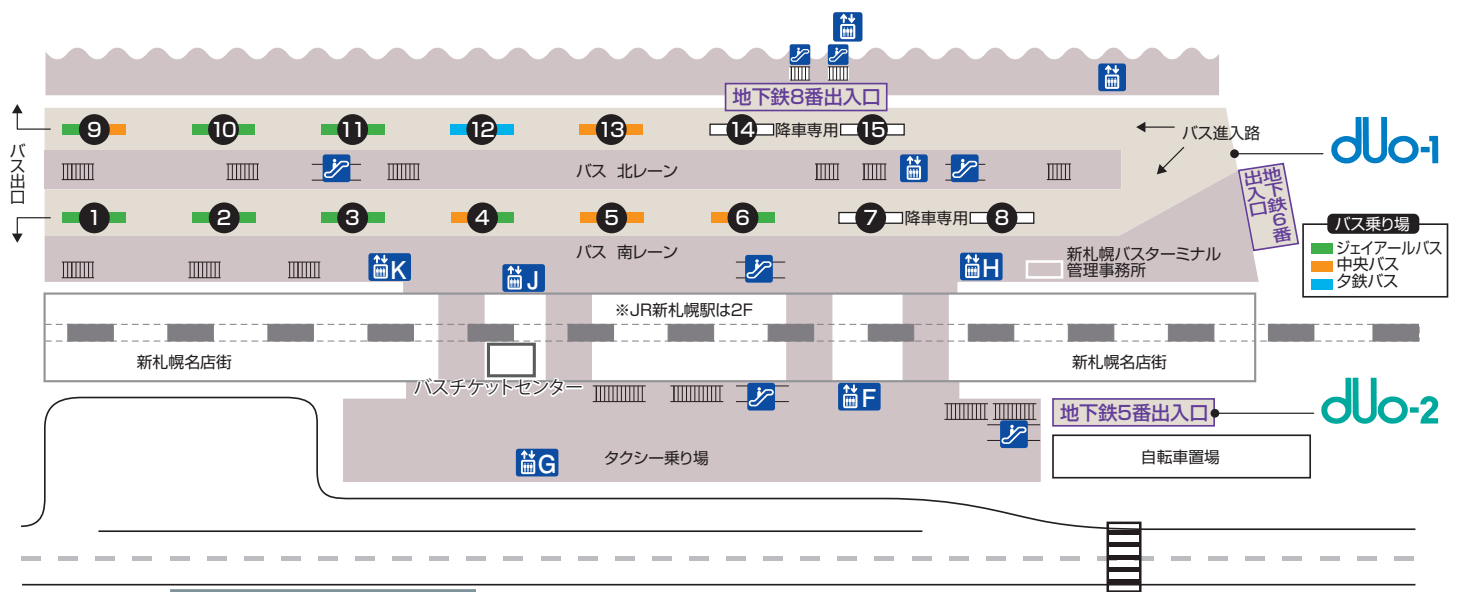 地下鉄8番出入口
9
10
11
12
13
14
降車専用
15
バス進入路
duo-1
バス出口
バス 北レーン
地下鉄6番
出入口
1
2
3
4
5
6
7
降車専用
8
バス乗り場
ジェイアールバス
中央バス
夕鉄バス
バス 南レーン
新札幌バスターミナル
管理事務所
K
J
H
※JR新札幌駅は2F
新札幌名店街
新札幌名店街
バスチケットセンター
F
地下鉄5番出入口
duo-2
G
タクシー乗り場
自転車置場